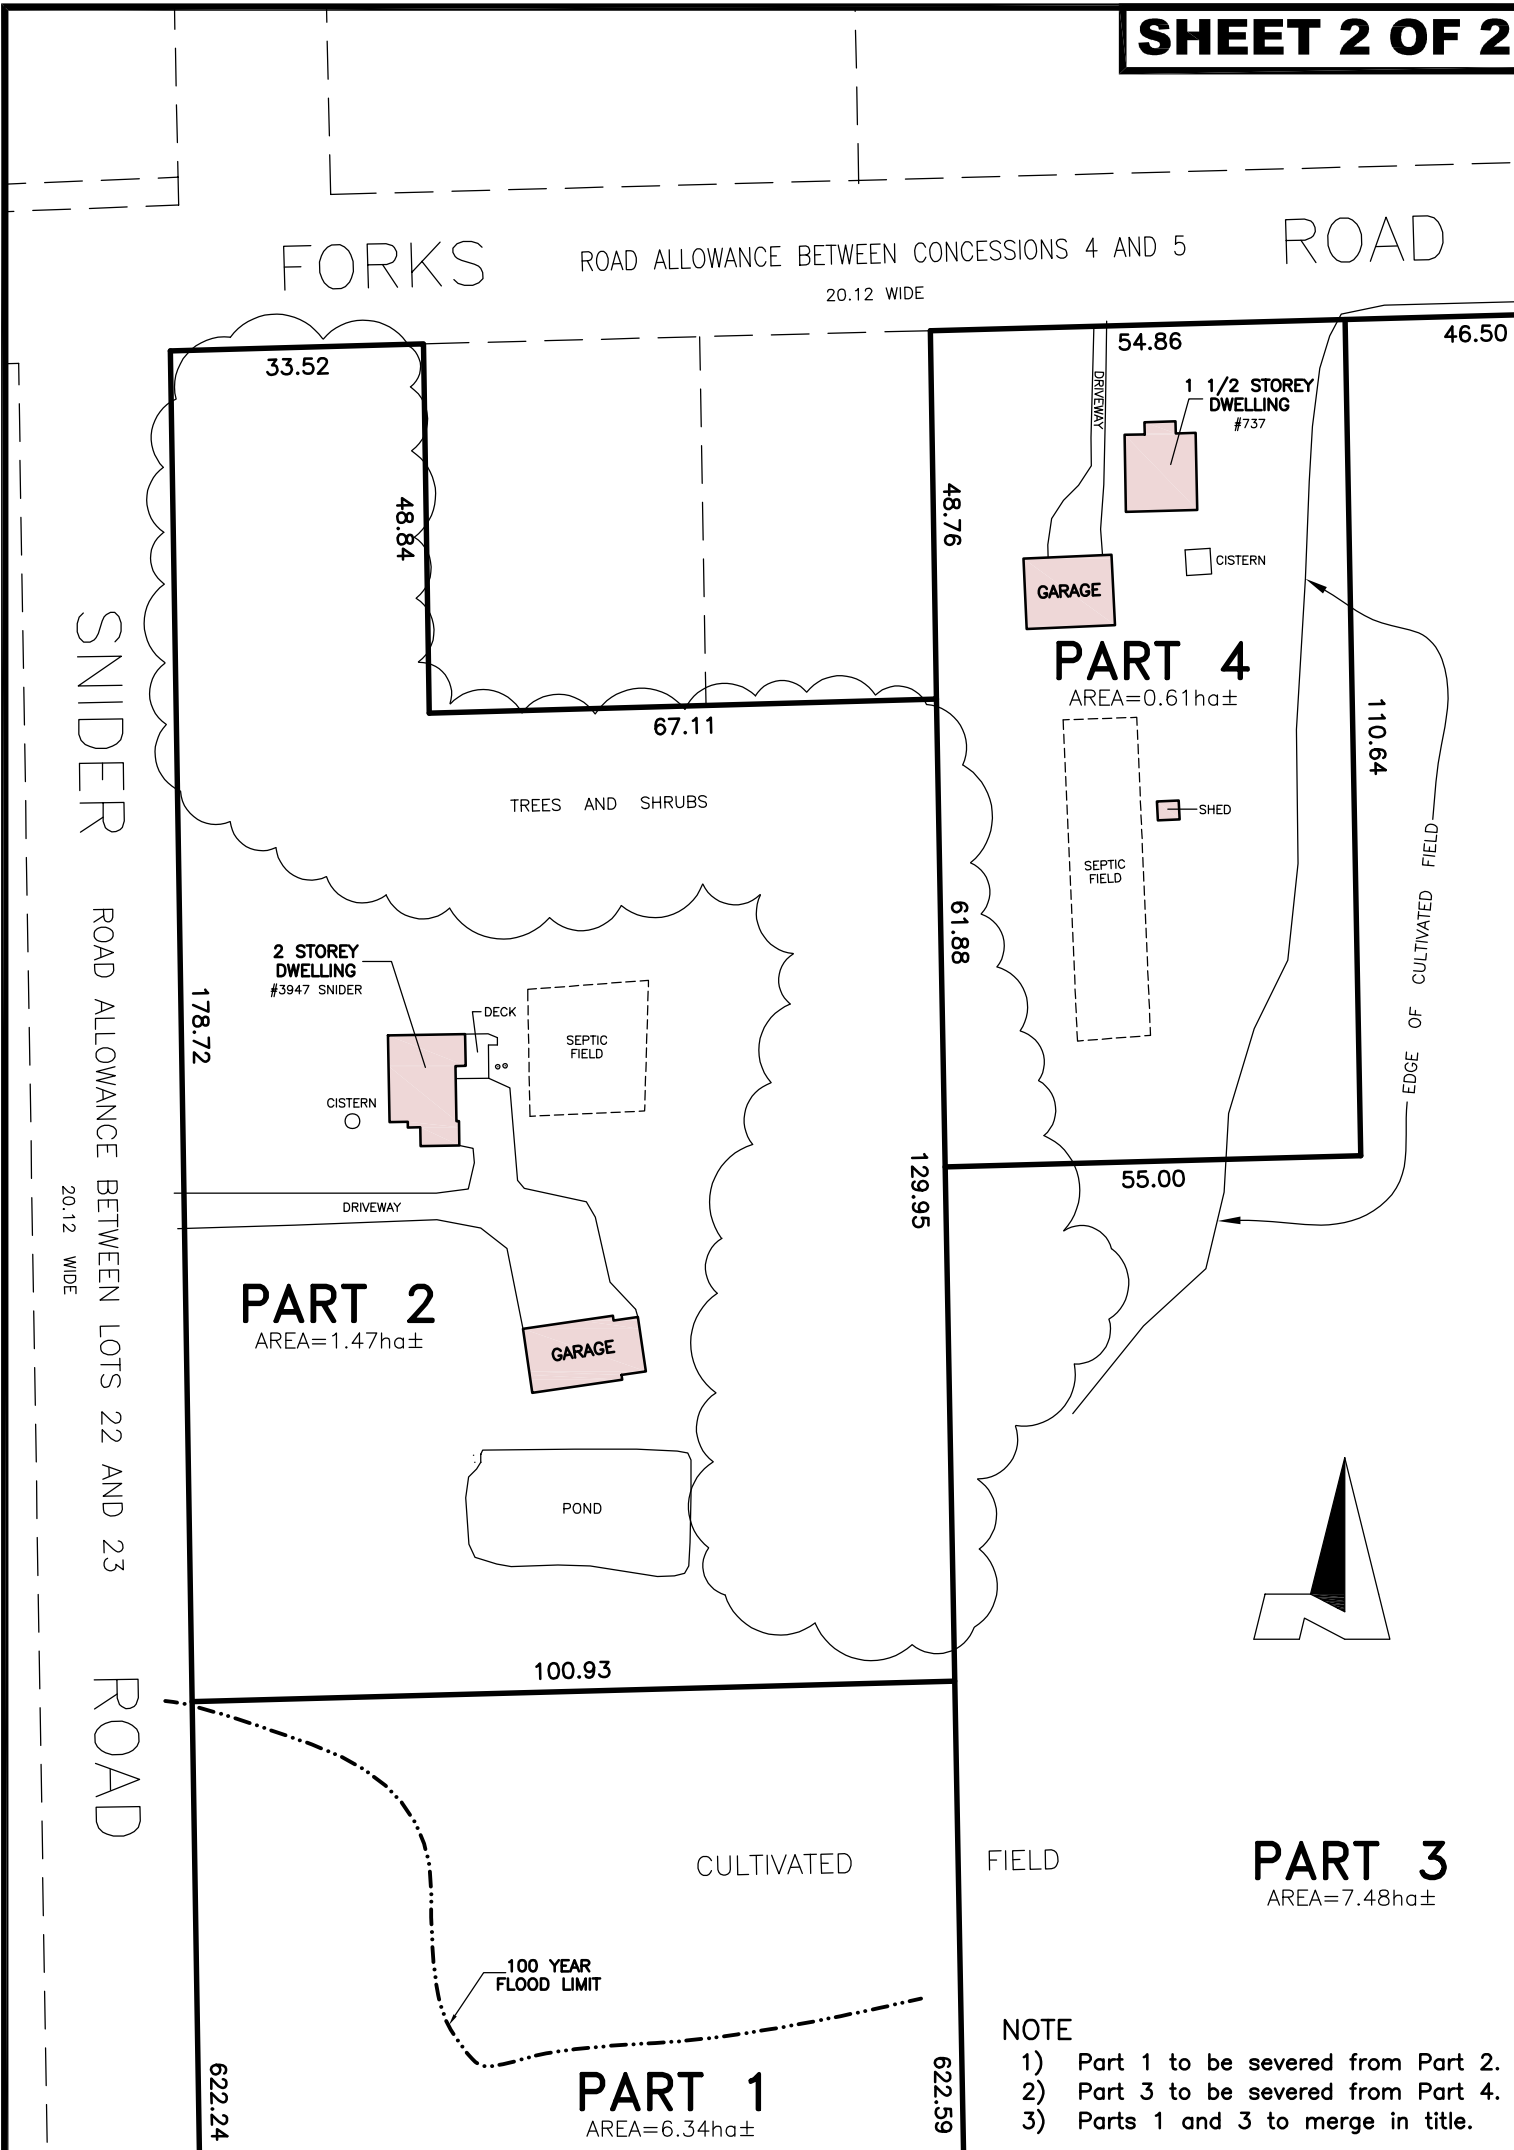 SHEET 2 OF 2
FORKS
ROAD ALLOWANCE BETWEEN CONCESSIONS 4 AND 5
ROAD
20.12 WIDE
33.52
54.86
46.50
DRIVEWAY
1 1/2 STOREY
DWELLING
#737
48.84
48.76
CISTERN
GARAGE
PART 4
AREA=0.61ha±
110.64
67.11
TREES AND SHRUBS
SHED
SEPTIC
FIELD
61.88
EDGE OF CULTIVATED FIELD
SNIDER
ROAD ALLOWANCE BETWEEN LOTS 22 AND 23
20.12 WIDE
ROAD
178.72
2 STOREY
DWELLING
#3947 SNIDER
DECK
SEPTIC
FIELD
CISTERN
DRIVEWAY
129.95
55.00
PART 2
AREA=1.47ha±
GARAGE
POND
100.93
CULTIVATED FIELD
PART 3
AREA=7.48ha±
100 YEAR
FLOOD LIMIT
622.24
PART 1
AREA=6.34ha±
622.59
NOTE
1) Part 1 to be severed from Part 2.
2) Part 3 to be severed from Part 4.
3) Parts 1 and 3 to merge in title.